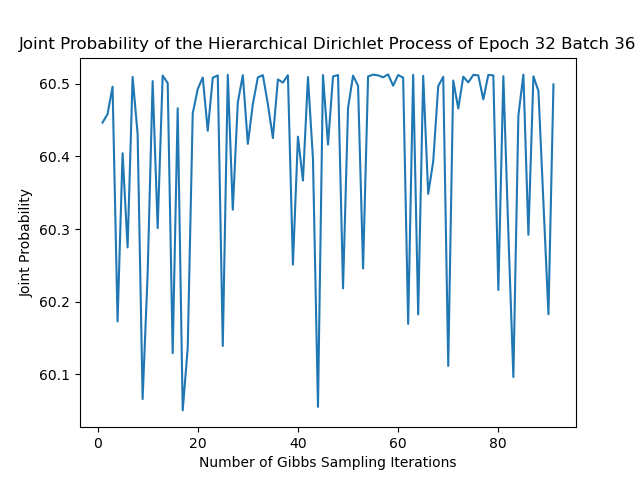 Joint Probability of the Hierarchical Dirichlet Process of Epoch 32 Batch 36
60.5
60.4
60.3
60.2
60.1
Joint Probability
0 20 40 60 80
Number of Gibbs Sampling Iterations